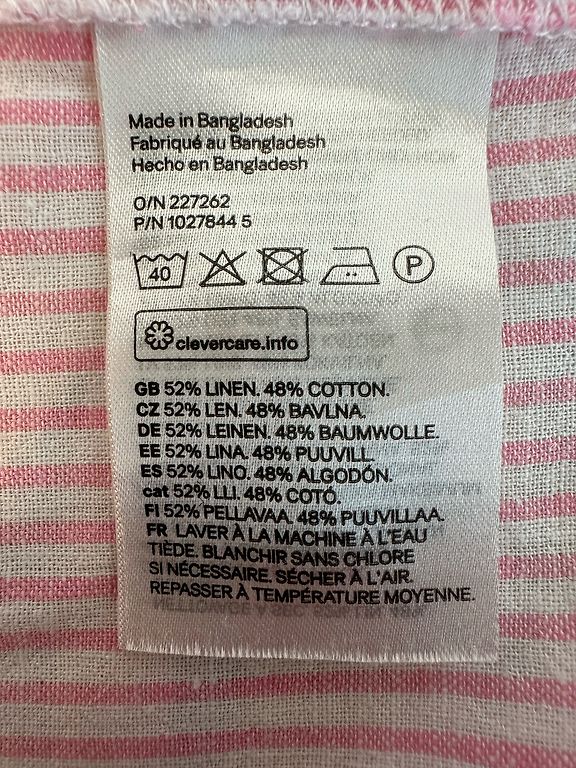 Made in Bangladesh
Fabriqué au Bangladesh
Hecho en Bangladesh
O/N 227262
P/N 1027844 5
40 P
clevercare.info
GB 52% LINEN. 48% COTTON.
CZ 52% LEN. 48% BAVLNA.
DE 52% LEINEN. 48% BAUMWOLLE.
EE 52% LINA. 48% PUUVILL.
ES 52% LINO. 48% ALGODÓN.
cat 52% LLI. 48% COTÓ.
FI 52% PELLAVAA. 48% PUUVILLAA.
FR LAVER À LA MACHINE À L'EAU
TIÈDE. BLANCHIR SANS CHLORE
SI NÉCESSAIRE. SÉCHER À L'AIR.
REPASSER À TEMPÉRATURE MOYENNE.